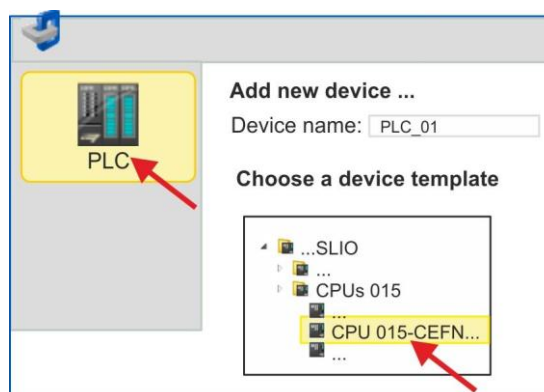 PLC
Add new device ...
Device name: PLC_01
Choose a device template
...SLIO
...
CPUs 015
...
CPU 015-CEFN...
...